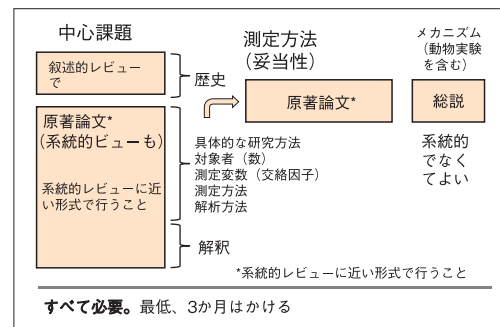 中心課題
叙述的レビュー
で
歴史
原著論文*
(系統的ビューも)
系統的レビューに近
い形式で行うこと
具体的な研究方法
対象者（数）
測定変数（交絡因子）
測定方法
解析方法
解釈
測定方法
(妥当性)
原著論文*
メカニズム
(動物実験
を含む)
総説
系統的
でなく
てよい
*系統的レビューに近い形式で行うこと
すべて必要。最低、3か月はかける